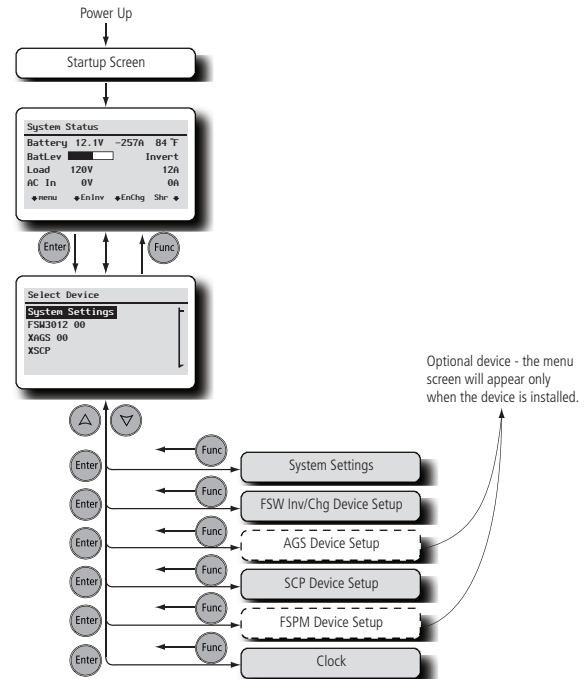 Power Up
Startup Screen
System Status
Battery 12.1V -257A 84°F
BatLev Invert
Load 120V 12A
AC In 0V 0A
menu EnInv EnChg Shr
Enter Func
Select Device
System Settings
FSW3012 00
XAGS 00
XSCP
Optional device - the menu
screen will appear only
when the device is installed.
Func
Enter System Settings
Func
Enter FSW Inv/Chg Device Setup
Func
Enter AGS Device Setup
Func
Enter SCP Device Setup
Func
Enter FSPM Device Setup
Func
Enter Clock